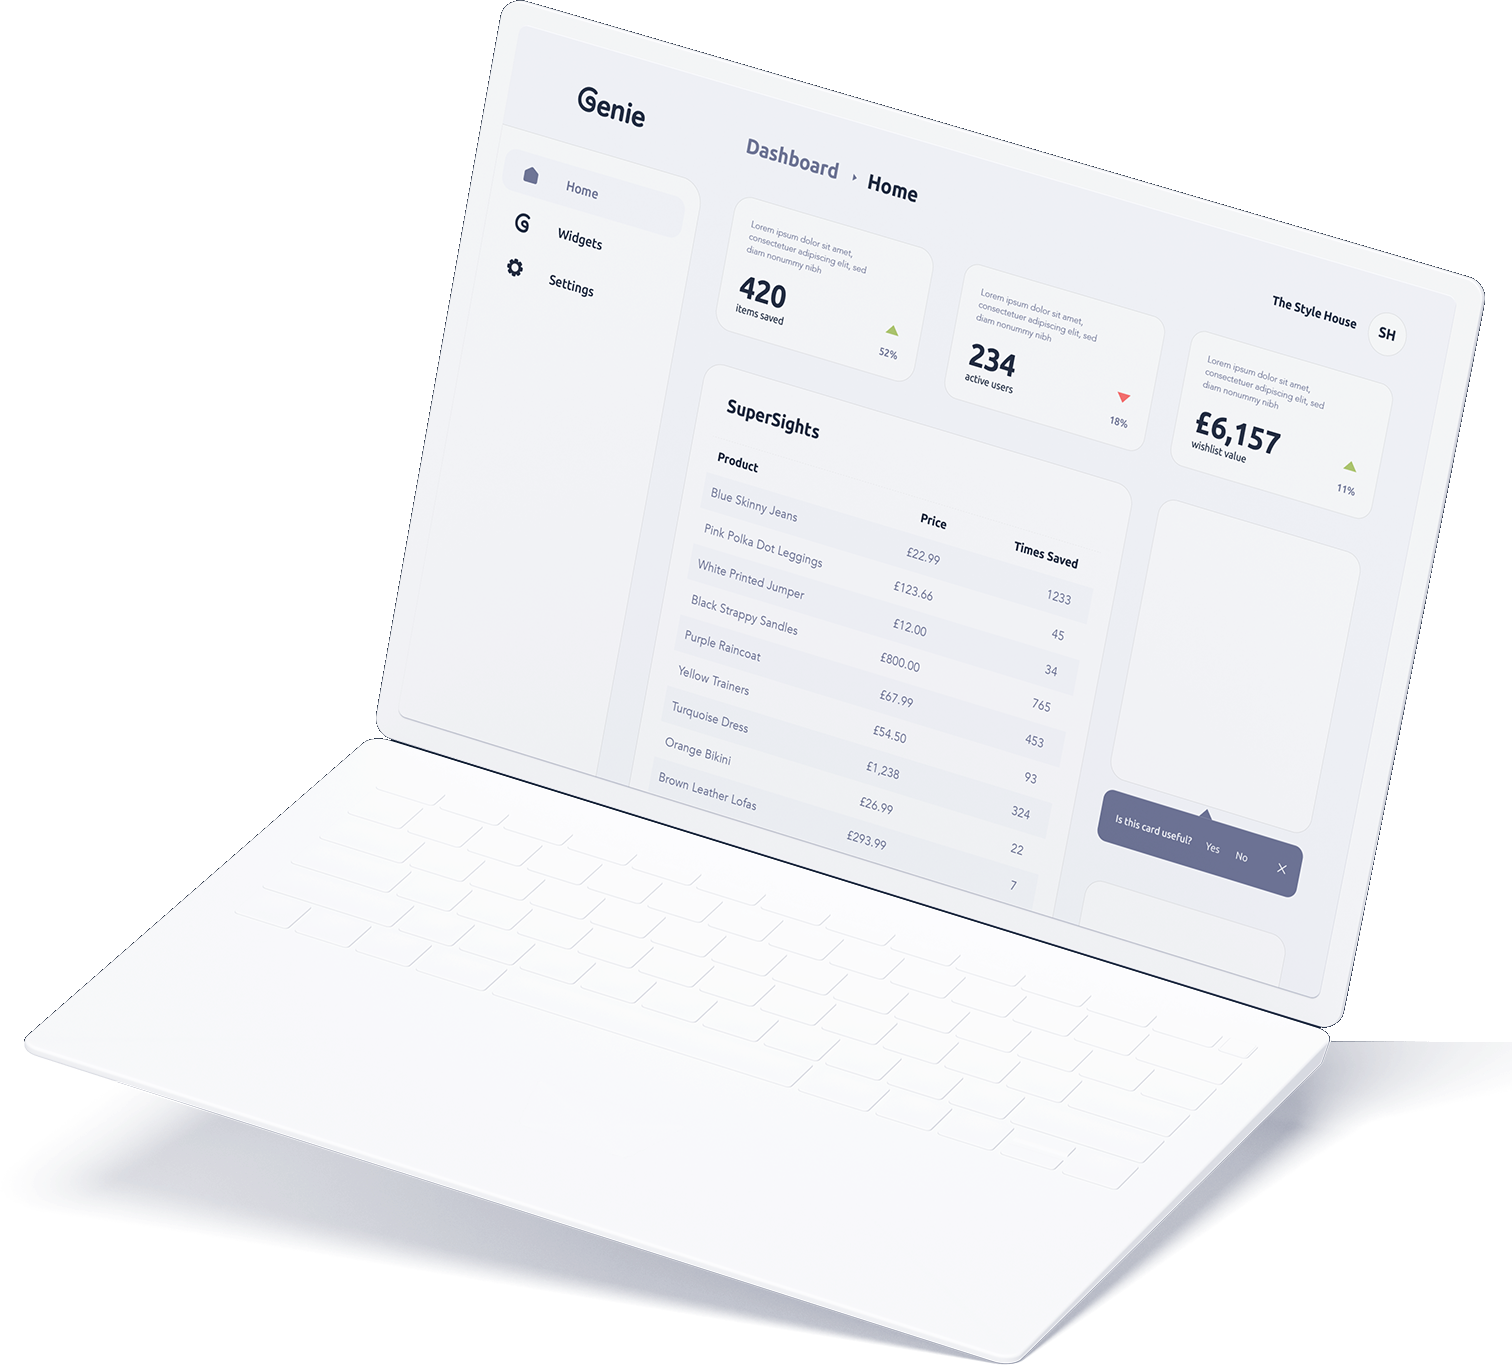 Genie
Home
Widgets
Settings
Dashboard ▸ Home
The Style House SH
Lorem ipsum dolor sit amet,
consectetuer adipiscing elit, sed
diam nonummy nibh
420
items saved
52%
Lorem ipsum dolor sit amet,
consectetuer adipiscing elit, sed
diam nonummy nibh
234
active users
18%
Lorem ipsum dolor sit amet,
consectetuer adipiscing elit, sed
diam nonummy nibh
£6,157
wishlist value
11%
SuperSights
Product Price Times Saved
Blue Skinny Jeans £22.99 1233
Pink Polka Dot Leggings £123.66 45
White Printed Jumper £12.00 34
Black Strappy Sandles £800.00 765
Purple Raincoat £67.99 453
Yellow Trainers £54.50 93
Turquoise Dress £1,238 324
Orange Bikini £26.99 22
Brown Leather Lofas £293.99 7
Is this card useful? Yes No